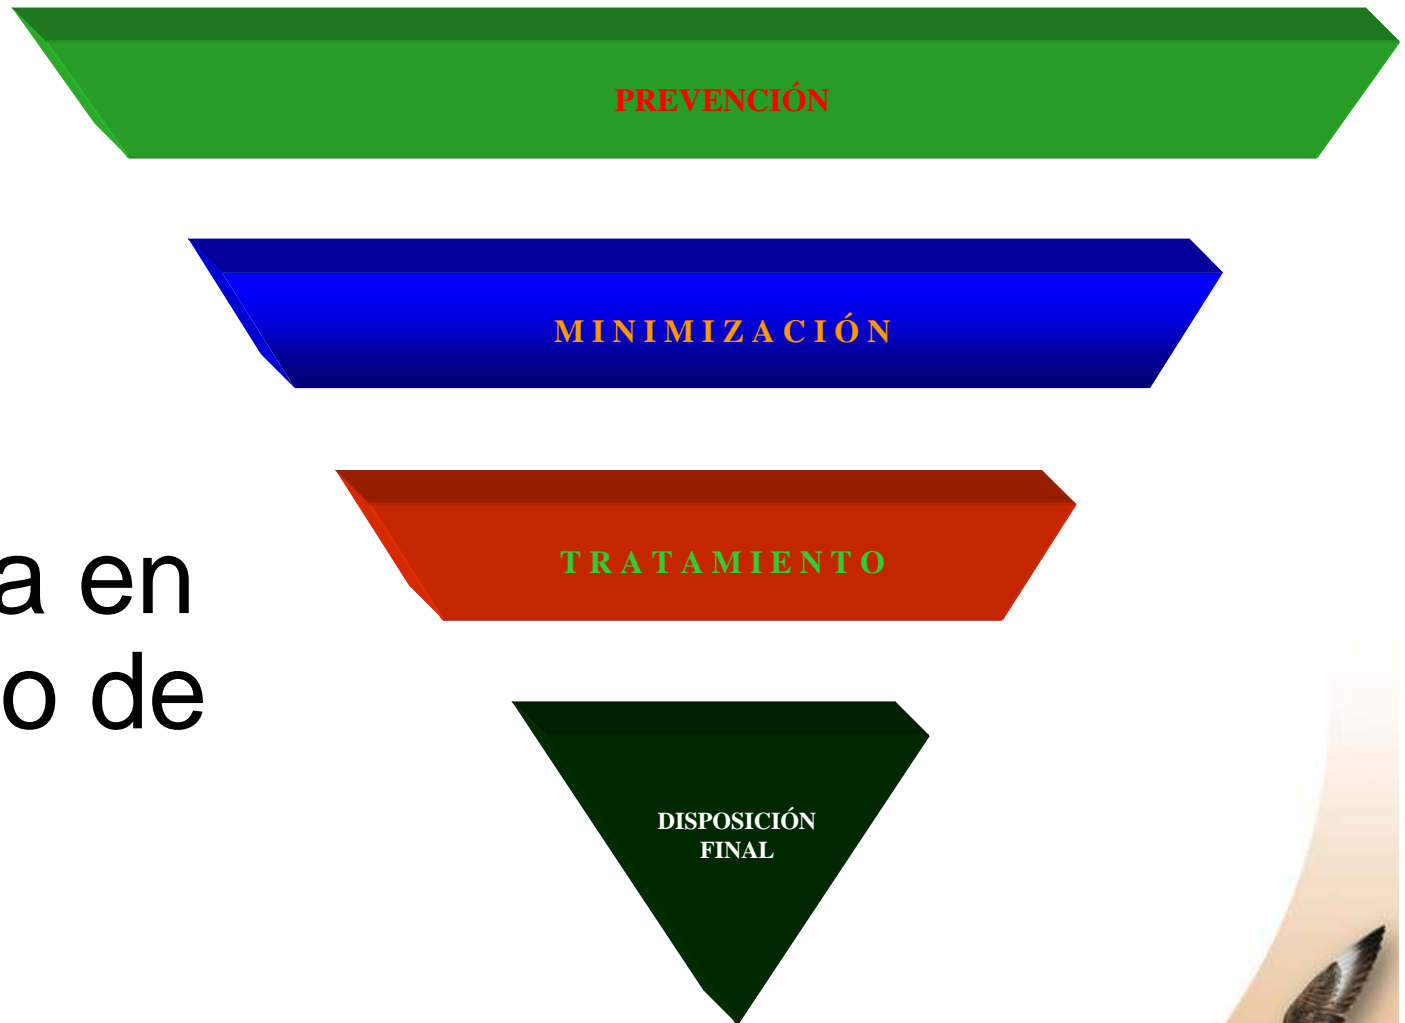 PREVENCIÓN
MINIMIZACIÓN
TRATAMIENTO
a en
o de
DISPOSICIÓN
FINAL